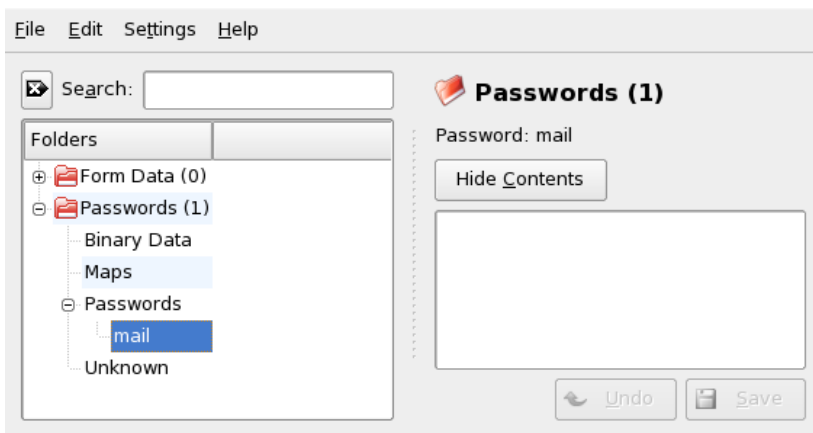 File Edit Settings Help
Search:
Folders
Form Data (0)
Passwords (1)
Binary Data
Maps
Passwords
mail
Unknown
Passwords (1)
Password: mail
Hide Contents
Undo Save